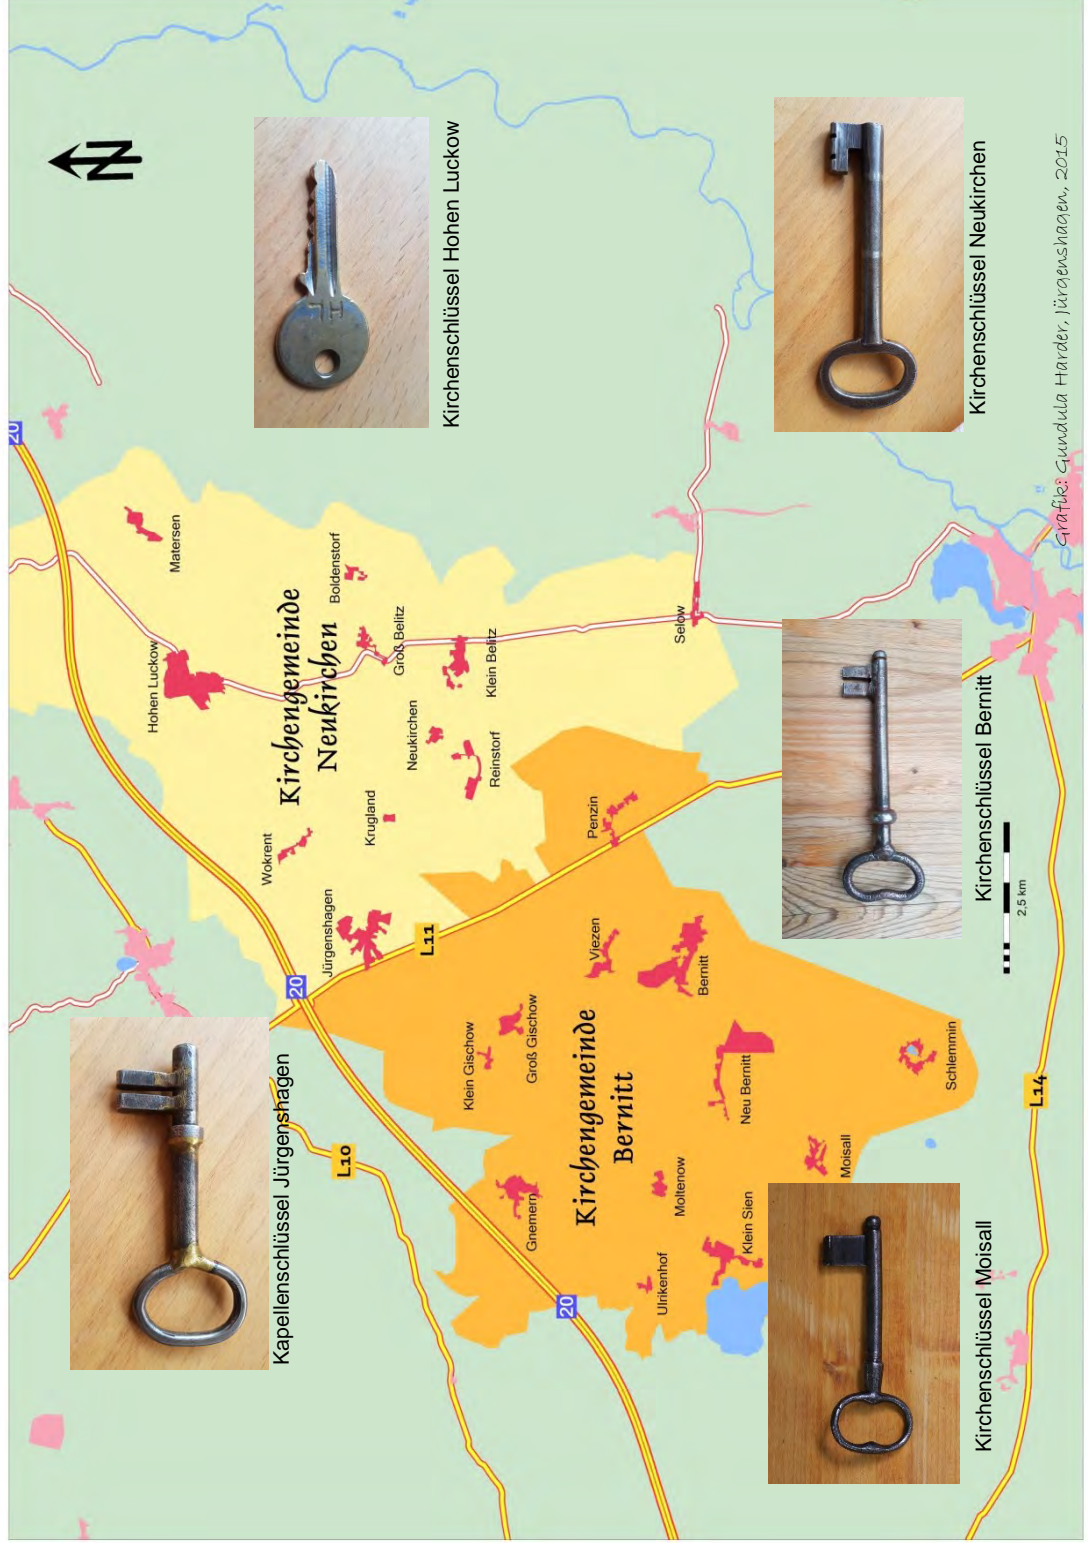 N
20
Kirchenschlüssel Hohen Luckow
HL
Kirchenschlüssel Neukirchen
Kapellenschlüssel Jürgenshagen
Kirchenschlüssel Bernitt
Kirchenschlüssel Moisall
Kirchengemeinde
Neukirchen
Matersen
Hohen Luckow
Boldenstorf
Groß Belitz
Klein Belitz
Selow
Neukirchen
Reinstorf
Krugland
Wokrent
Jürgenshagen
20
L11
L10
Kirchengemeinde
Bernitt
Penzin
Viezen
Bernitt
Klein Gischow
Groß Gischow
Neu Bernitt
Schlemmin
Gnemern
Moltenow
Moisall
Klein Sien
Ulrikenhof
20
L14
2,5 km
Grafik: Gundula Harder, Jürgenshagen, 2015